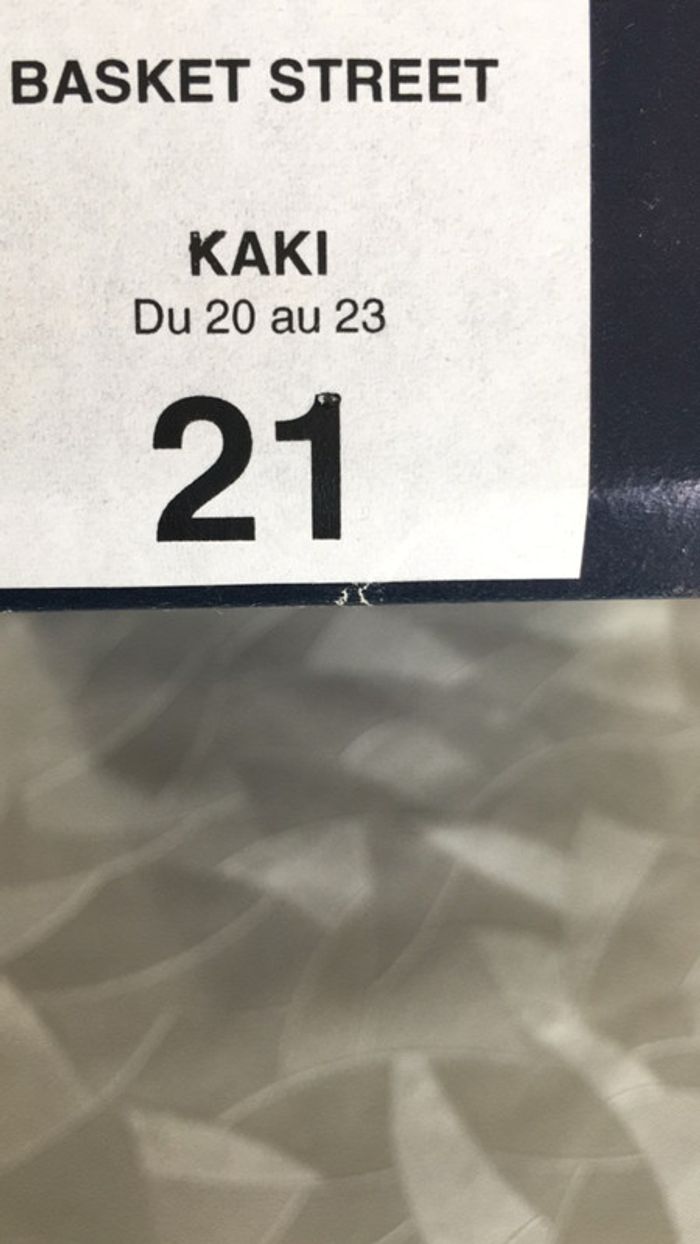 BASKET STREET
KAKI
Du 20 au 23
21